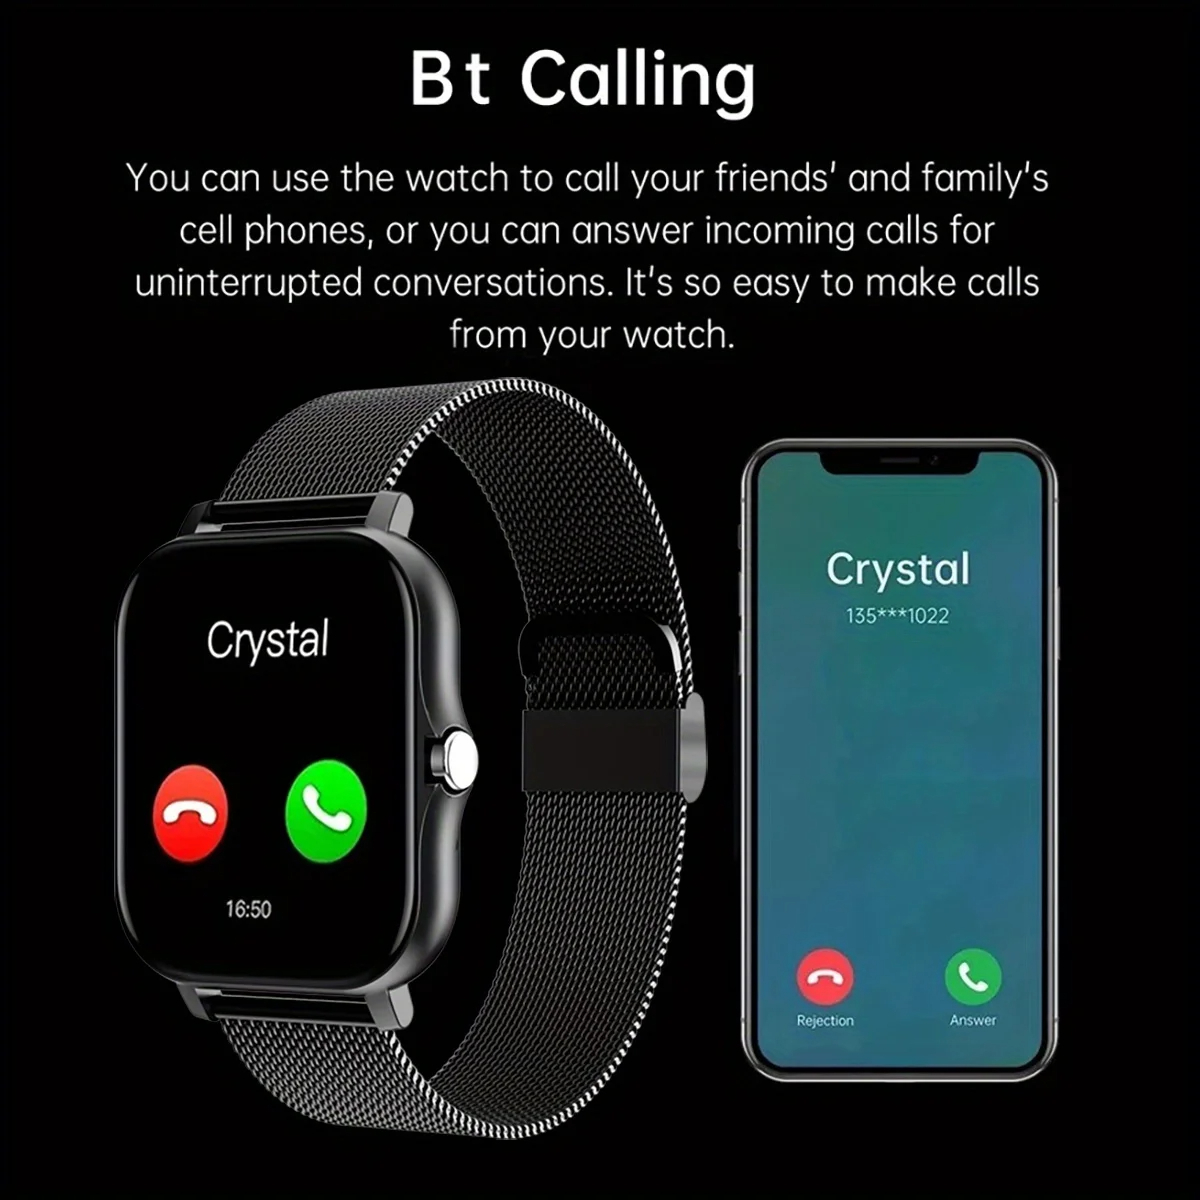 Bt Calling
You can use the watch to call your friends' and family's
cell phones, or you can answer incoming calls for
uninterrupted conversations. It's so easy to make calls
from your watch.
Crystal
16:50
Crystal
135***1022
Rejection
Answer